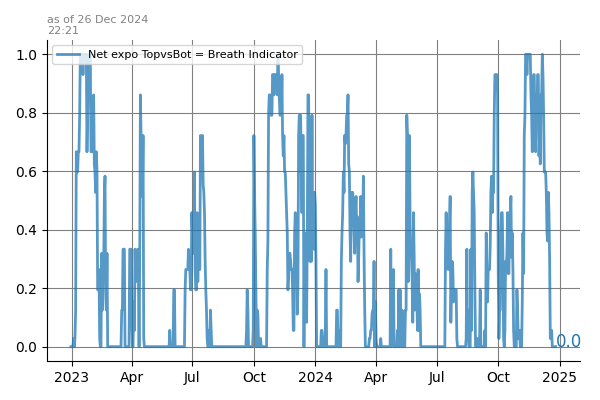 as of 26 Dec 2024
22:21
Net expo TopvsBot = Breath Indicator
1.0
0.8
0.6
0.4
0.2
0.0
0.0
2023 Apr Jul Oct 2024 Apr Jul Oct 2025